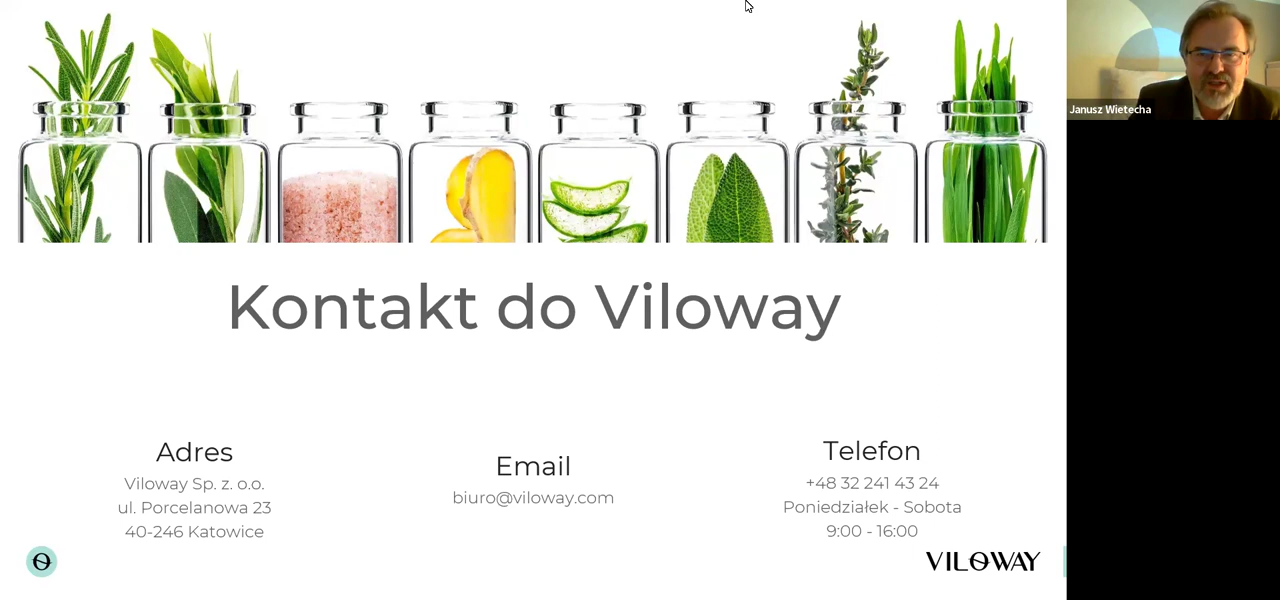 Janusz Wietecha
Kontakt do Viloway
Adres
Viloway Sp. z. o.o.
ul. Porcelanowa 23
40-246 Katowice
Email
biuro@viloway.com
Telefon
+48 32 241 43 24
Poniedziałek - Sobota
9:00 - 16:00
VILOWAY